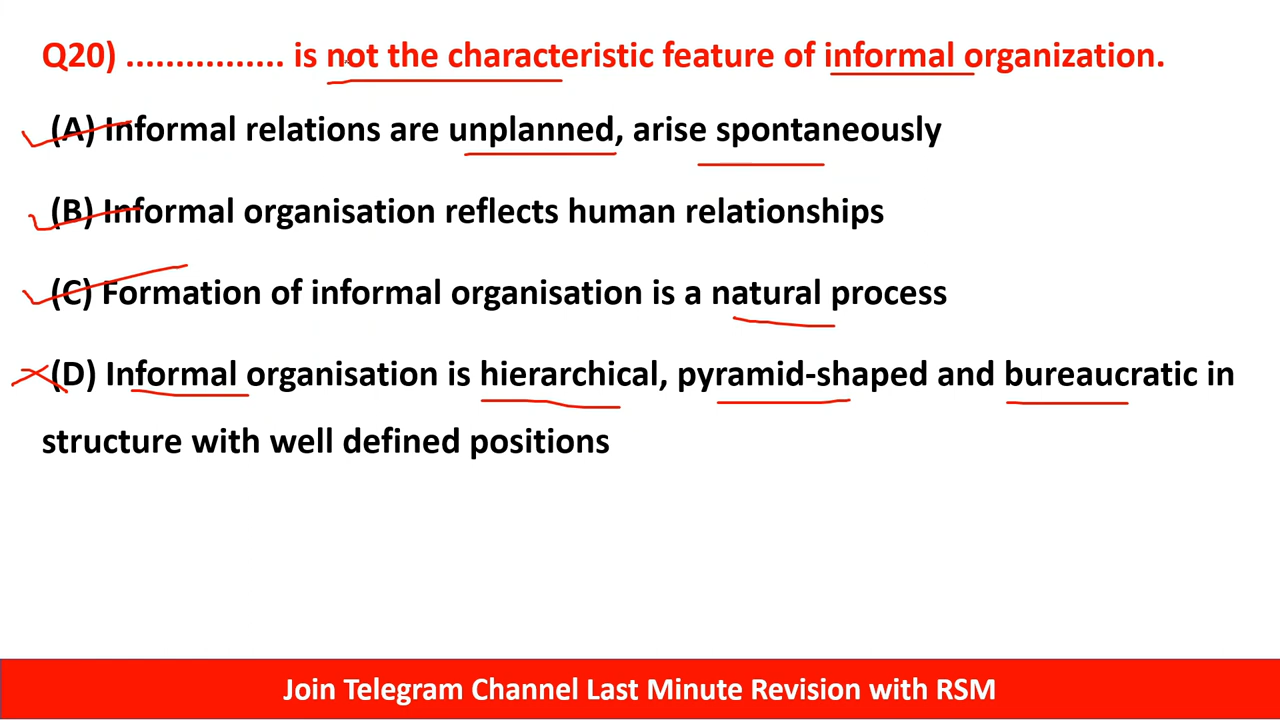 Q20) ................ is not the characteristic feature of informal organization.
(A) Informal relations are unplanned, arise spontaneously
(B) Informal organisation reflects human relationships
(C) Formation of informal organisation is a natural process
(D) Informal organisation is hierarchical, pyramid-shaped and bureaucratic in
structure with well defined positions
Join Telegram Channel Last Minute Revision with RSM